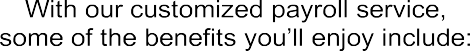 With our customized payroll service,
some of the benefits you'll enjoy include: